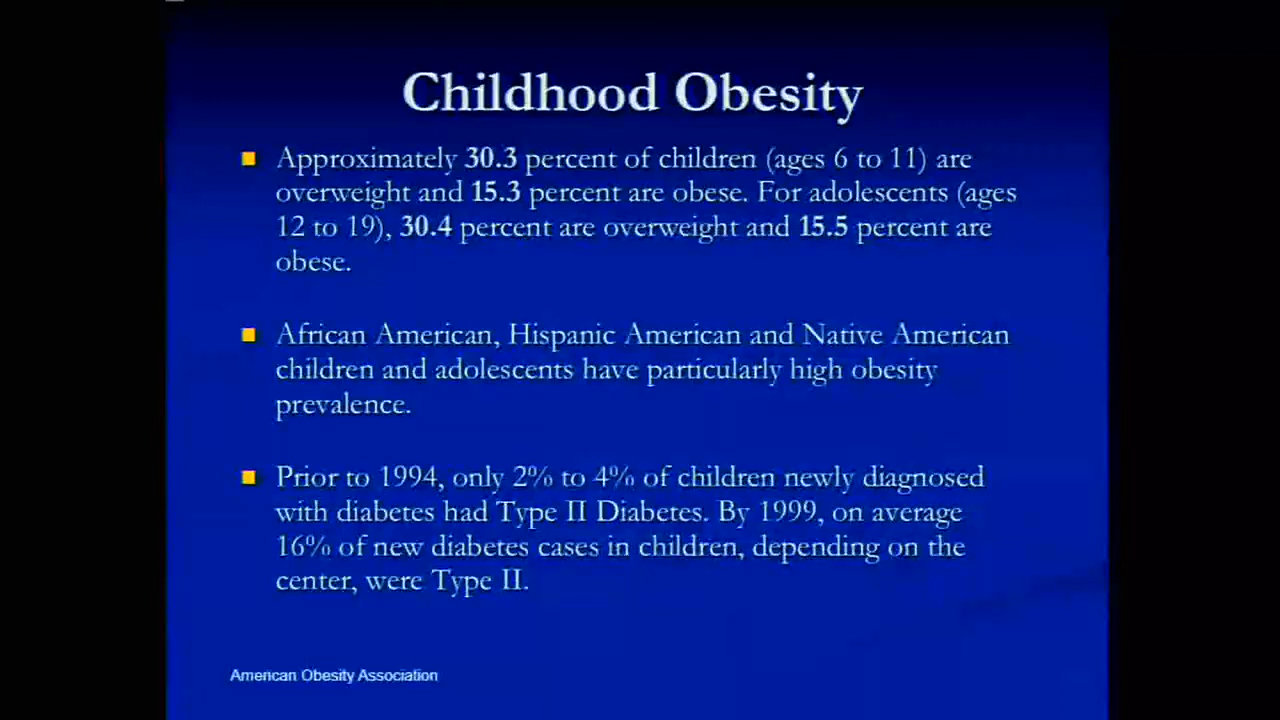 Childhood Obesity
Approximately 30.3 percent of children (ages 6 to 11) are
overweight and 15.3 percent are obese. For adolescents (ages
12 to 19), 30.4 percent are overweight and 15.5 percent are
obese.
African American, Hispanic American and Native American
children and adolescents have particularly high obesity
prevalence.
Prior to 1994, only 2% to 4% of children newly diagnosed
with diabetes had Type II Diabetes. By 1999, on average
16% of new diabetes cases in children, depending on the
center, were Type II.
American Obesity Association